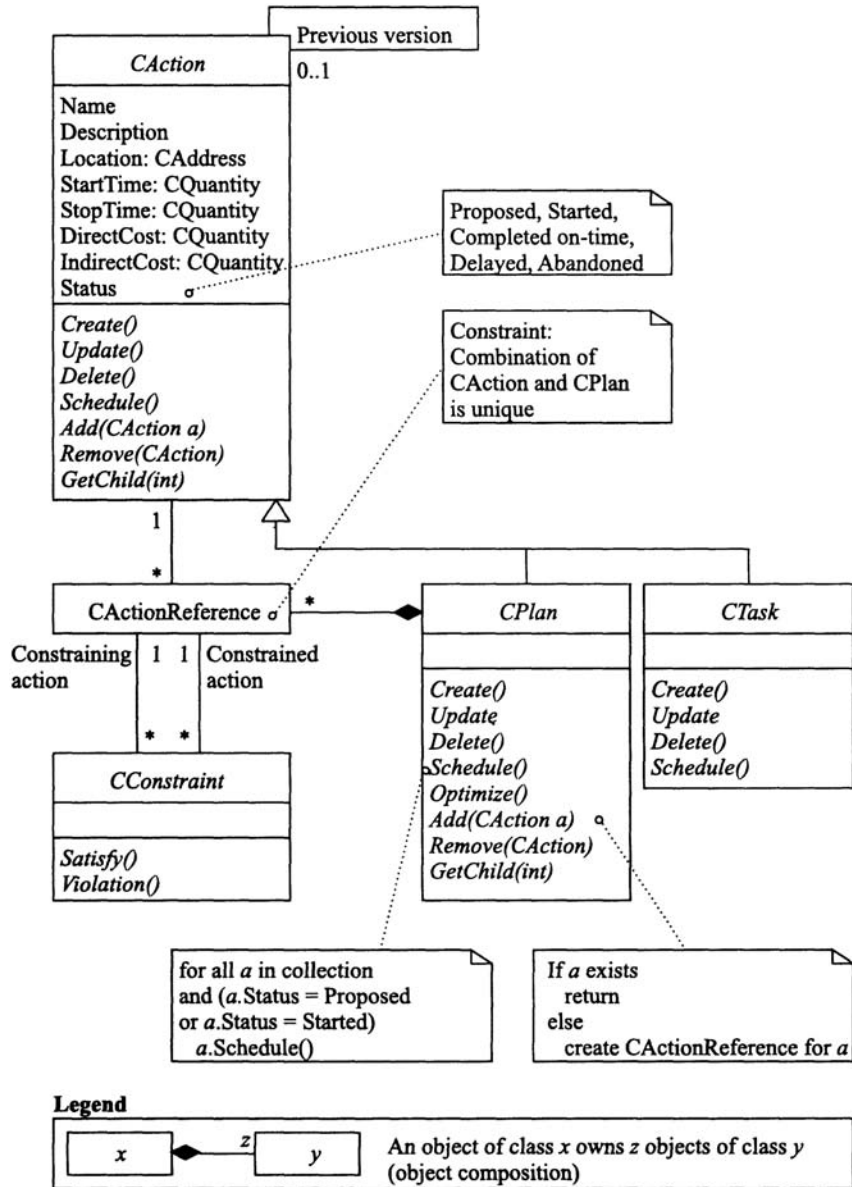 Previous version
CAction
0..1
Name
Description
Location: CAddress
StartTime: CQuantity
StopTime: CQuantity
DirectCost: CQuantity
IndirectCost: CQuantity
Status
Proposed, Started,
Completed on-time,
Delayed, Abandoned
Create()
Update()
Delete()
Schedule()
Add(CAction a)
Remove(CAction)
GetChild(int)
Constraint:
Combination of
CAction and CPlan
is unique
1
*
CActionReference
*
CPlan
CTask
Constraining
action
1
1
Constrained
action
*
*
Create()
Update
Delete()
Schedule()
Optimize()
Add(CAction a)
Remove(CAction)
GetChild(int)
Create()
Update
Delete()
Schedule()
CConstraint
Satisfy()
Violation()
for all a in collection
and (a.Status = Proposed
or a.Status = Started)
a.Schedule()
If a exists
return
else
create CActionReference for a
Legend
x
z
y
An object of class x owns z objects of class y
(object composition)